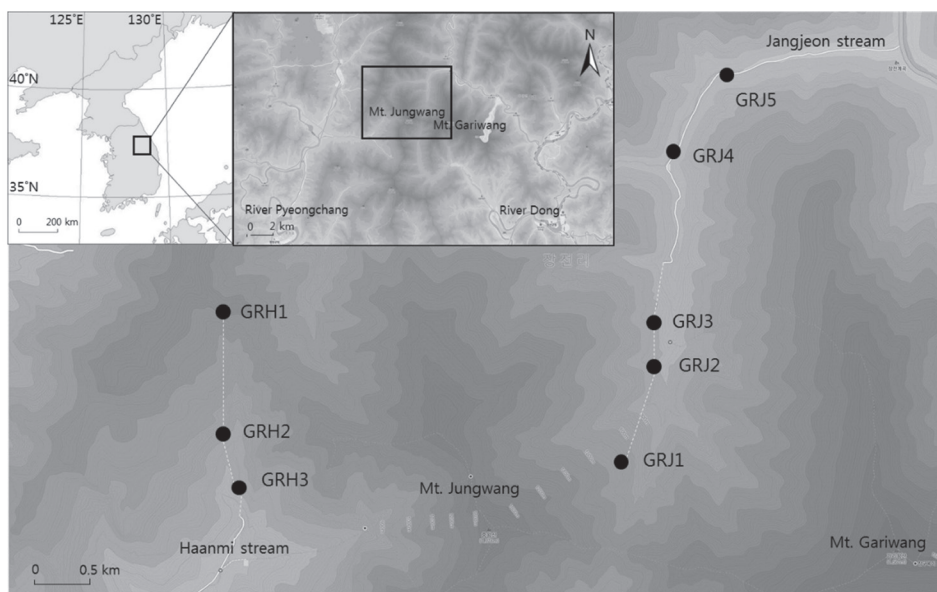 125°E
130°E
40°N
35°N
0 200 km
N
Mt. Jungwang
Mt. Gariwang
River Pyeongchang
River Dong
0 2 km
Jangjeon stream
GRJ5
GRJ4
GRJ3
GRJ2
GRJ1
GRH1
GRH2
GRH3
Mt. Jungwang
Haanmi stream
Mt. Gariwang
0 0.5 km